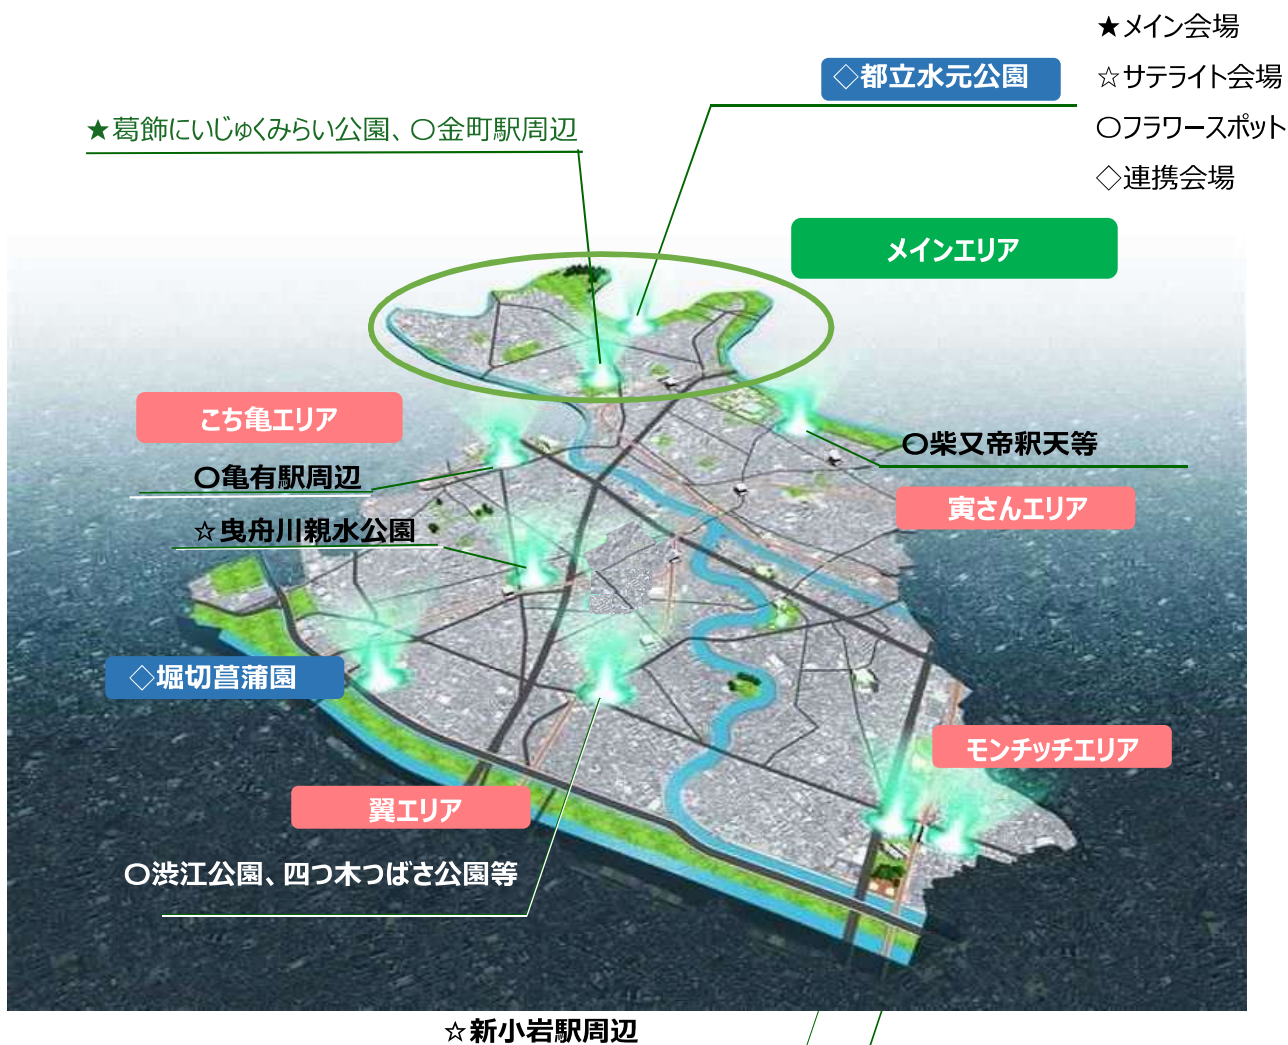 ★メイン会場
◇都立水元公園
☆サテライト会場
★葛飾にいじゅくみらい公園、〇金町駅周辺
〇フラワースポット
◇連携会場
メインエリア
こち亀エリア
〇柴又帝釈天等
〇亀有駅周辺
寅さんエリア
☆曳舟川親水公園
◇堀切菖蒲園
モンチッチエリア
翼エリア
〇渋江公園、四つ木つばさ公園等
☆新小岩駅周辺